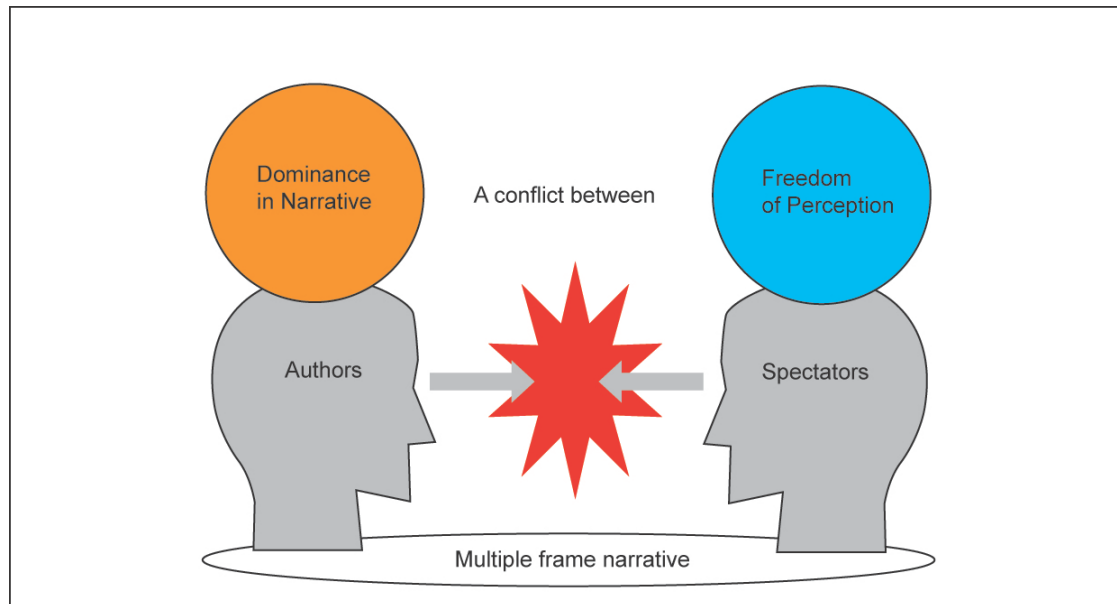 Dominance
in Narrative
A conflict between
Freedom
of Perception
Authors
Spectators
Multiple frame narrative